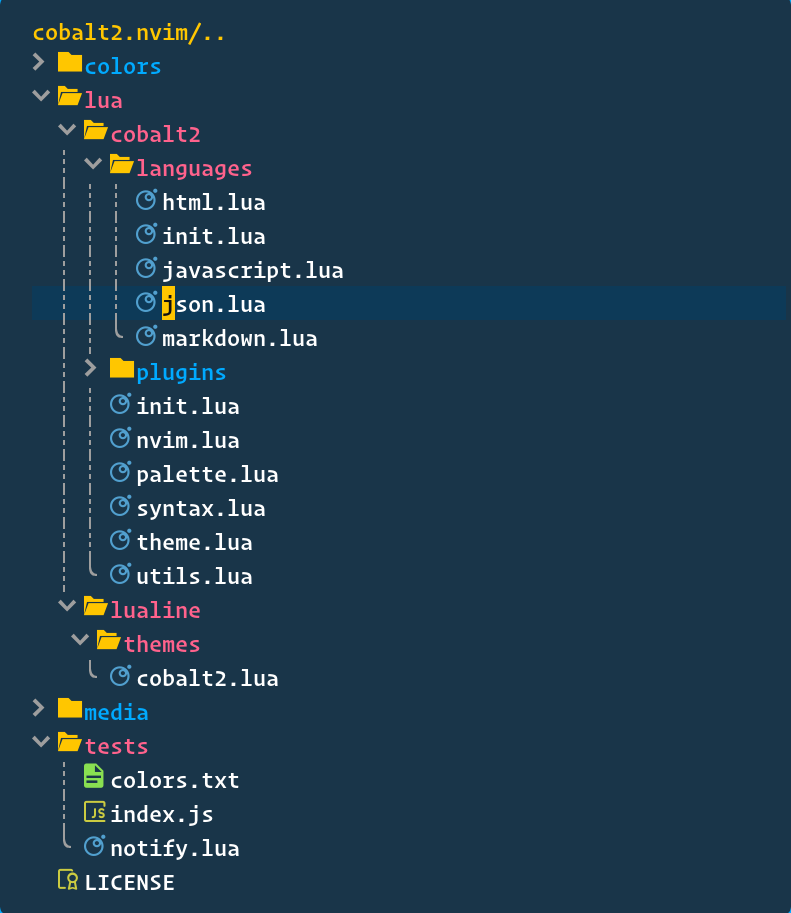 cobalt2.nvim/..
colors
lua
cobalt2
languages
html.lua
init.lua
javascript.lua
json.lua
markdown.lua
plugins
init.lua
nvim.lua
palette.lua
syntax.lua
theme.lua
utils.lua
lualine
themes
cobalt2.lua
media
tests
colors.txt
JS index.js
notify.lua
LICENSE